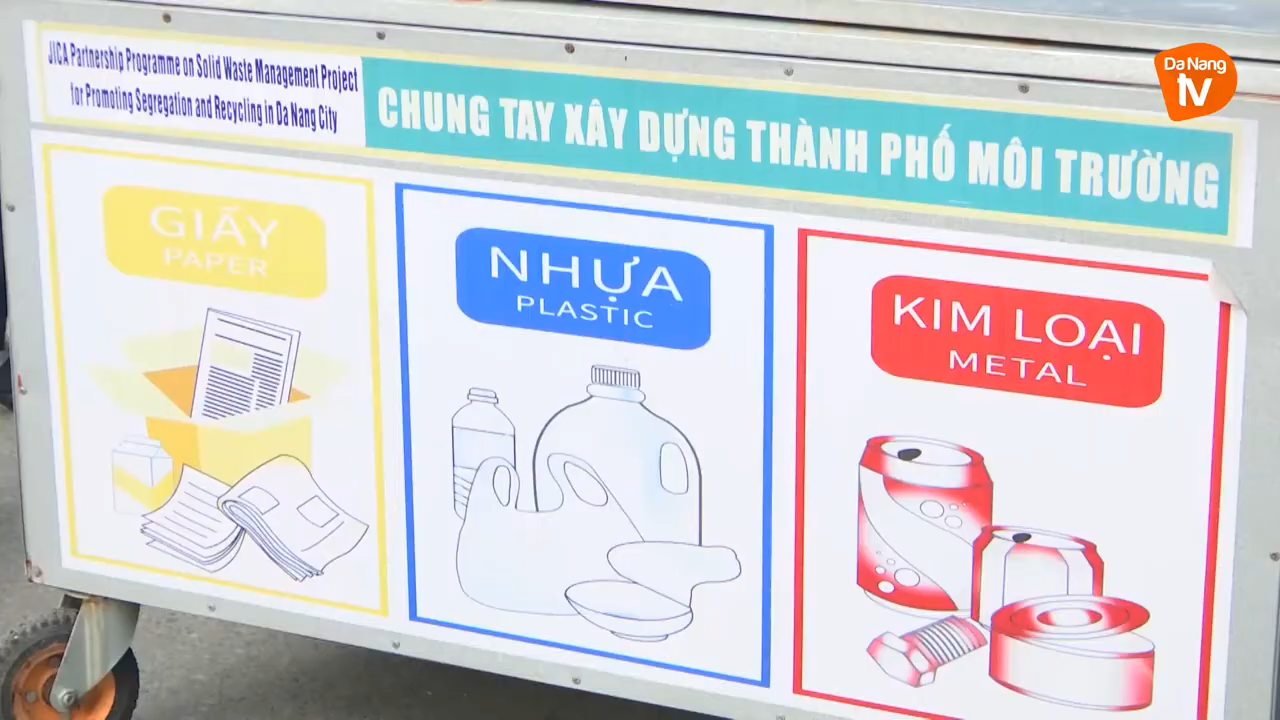 JICA Partnership Programme on Solid Waste Management Project
for Promoting Segregation and Recycling in Da Nang City
CHUNG TAY XÂY DỰNG THÀNH PHỐ MÔI TRƯỜNG
Da Nang
tv
GIẤY
PAPER
NHỰA
PLASTIC
KIM LOẠI
METAL